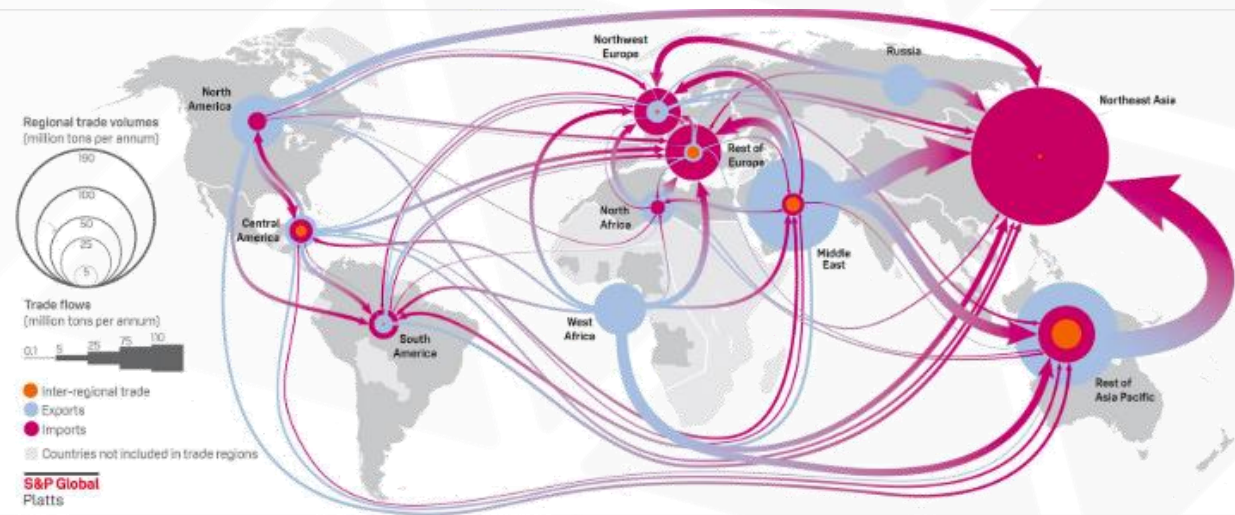 Regional trade volumes
(million tons per annum)
190
100
50
25
5
Trade flows
(million tons per annum)
0.1
5
25
75
110
Inter-regional trade
Exports
Imports
Countries not included in trade regions
S&P Global
Platts
North
America
Central
America
South
America
Northwest
Europe
Rest of
Europe
North
Africa
West
Africa
Middle
East
Russia
Northeast Asia
Rest of
Asia Pacific